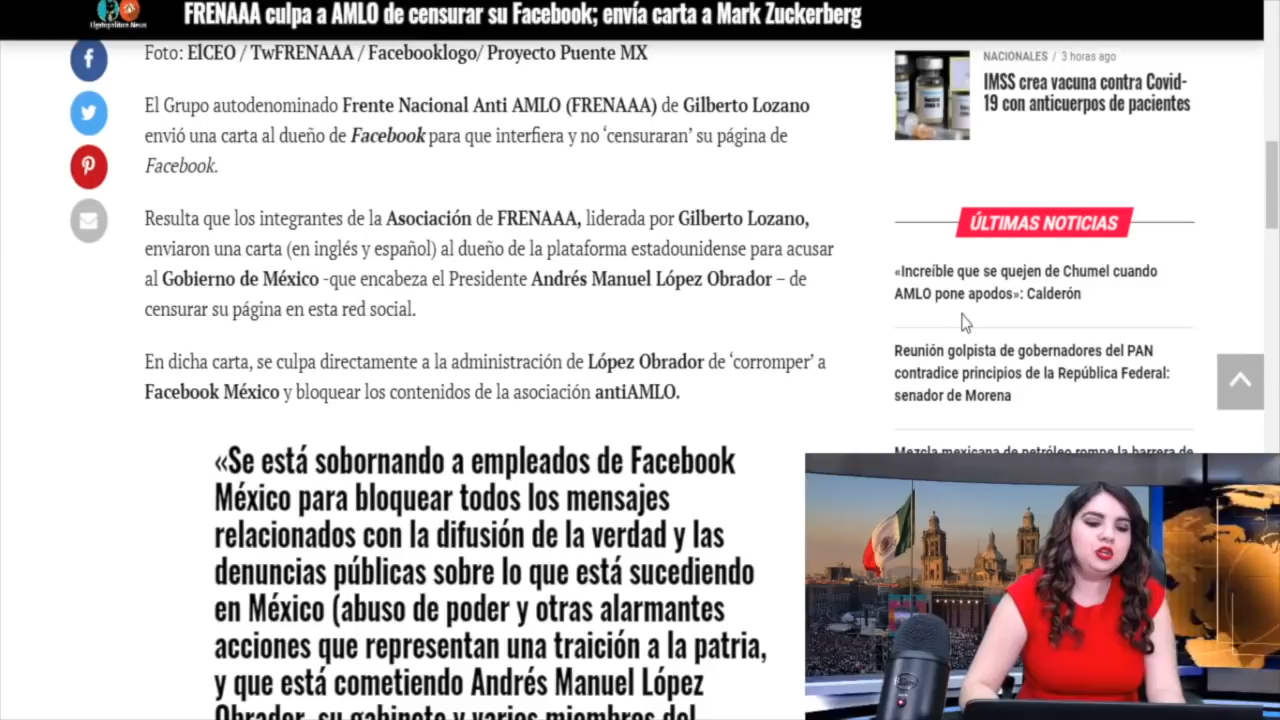 FRENAAA culpa a AMLO de censurar su Facebook; envía carta a Mark Zuckerberg
Foto: ElCEO / TwFRENAAA / Facebooklogo/ Proyecto Puente MX
El Grupo autodenominado Frente Nacional Anti AMLO (FRENAAA) de Gilberto Lozano
envió una carta al dueño de Facebook para que interfiera y no ‘censuraran’ su página de
Facebook.
Resulta que los integrantes de la Asociación de FRENAAA, liderada por Gilberto Lozano,
enviaron una carta (en inglés y español) al dueño de la plataforma estadounidense para acusar
al Gobierno de México -que encabeza el Presidente Andrés Manuel López Obrador – de
censurar su página en esta red social.
En dicha carta, se culpa directamente a la administración de López Obrador de ‘corromper’ a
Facebook México y bloquear los contenidos de la asociación antiAMLO.
«Se está sobornando a empleados de Facebook
México para bloquear todos los mensajes
relacionados con la difusión de la verdad y las
denuncias públicas sobre lo que está sucediendo
en México (abuso de poder y otras alarmantes
acciones que representan una traición a la patria,
y que está cometiendo Andrés Manuel López
Obrador, su gabinete y varios miembros del
NACIONALES / 3 horas ago
IMSS crea vacuna contra Covid-
19 con anticuerpos de pacientes
ÚLTIMAS NOTICIAS
«Increíble que se quejen de Chumel cuando
AMLO pone apodos»: Calderón
Reunión golpista de gobernadores del PAN
contradice principios de la República Federal:
senador de Morena
Mezcla mexicana de petróleo rompe la barrera de